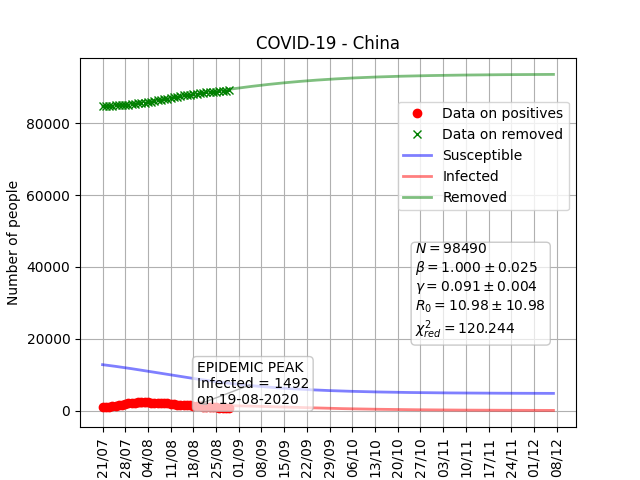 COVID-19 - China
Number of people
80000
60000
40000
20000
0
Data on positives
Data on removed
Susceptible
Infected
Removed
N = 98490
β = 1.000 ± 0.025
γ = 0.091 ± 0.004
R₀ = 10.98 ± 10.98
χ²_red = 120.244
EPIDEMIC PEAK
Infected = 1492
on 19-08-2020
21/07
28/07
04/08
11/08
18/08
25/08
01/09
08/09
15/09
22/09
29/09
06/10
13/10
20/10
27/10
03/11
10/11
17/11
24/11
01/12
08/12